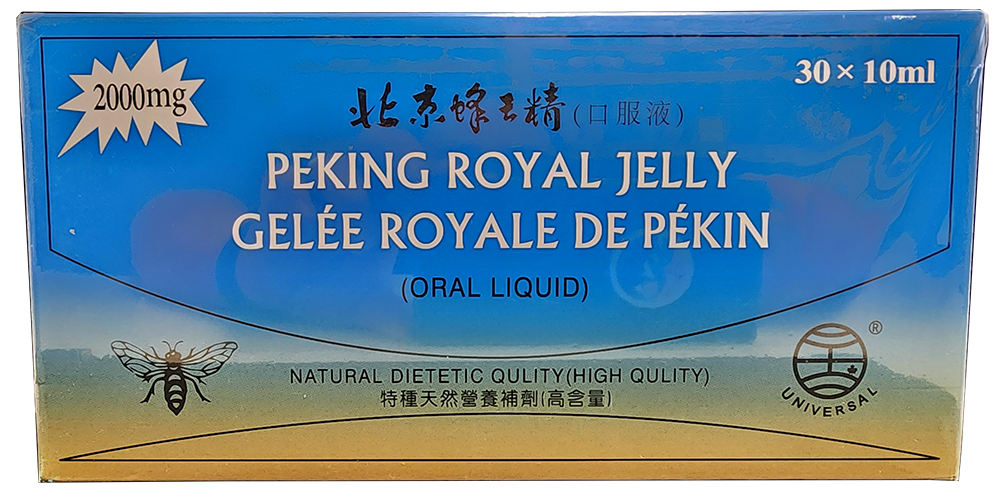 2000mg
30 × 10ml
北京蜂王精(口服液)
PEKING ROYAL JELLY
GELÉE ROYALE DE PÉKIN
(ORAL LIQUID)
NATURAL DIETETIC QULITY(HIGH QULITY)
特種天然營養補劑(高含量)
®
UNIVERSAL